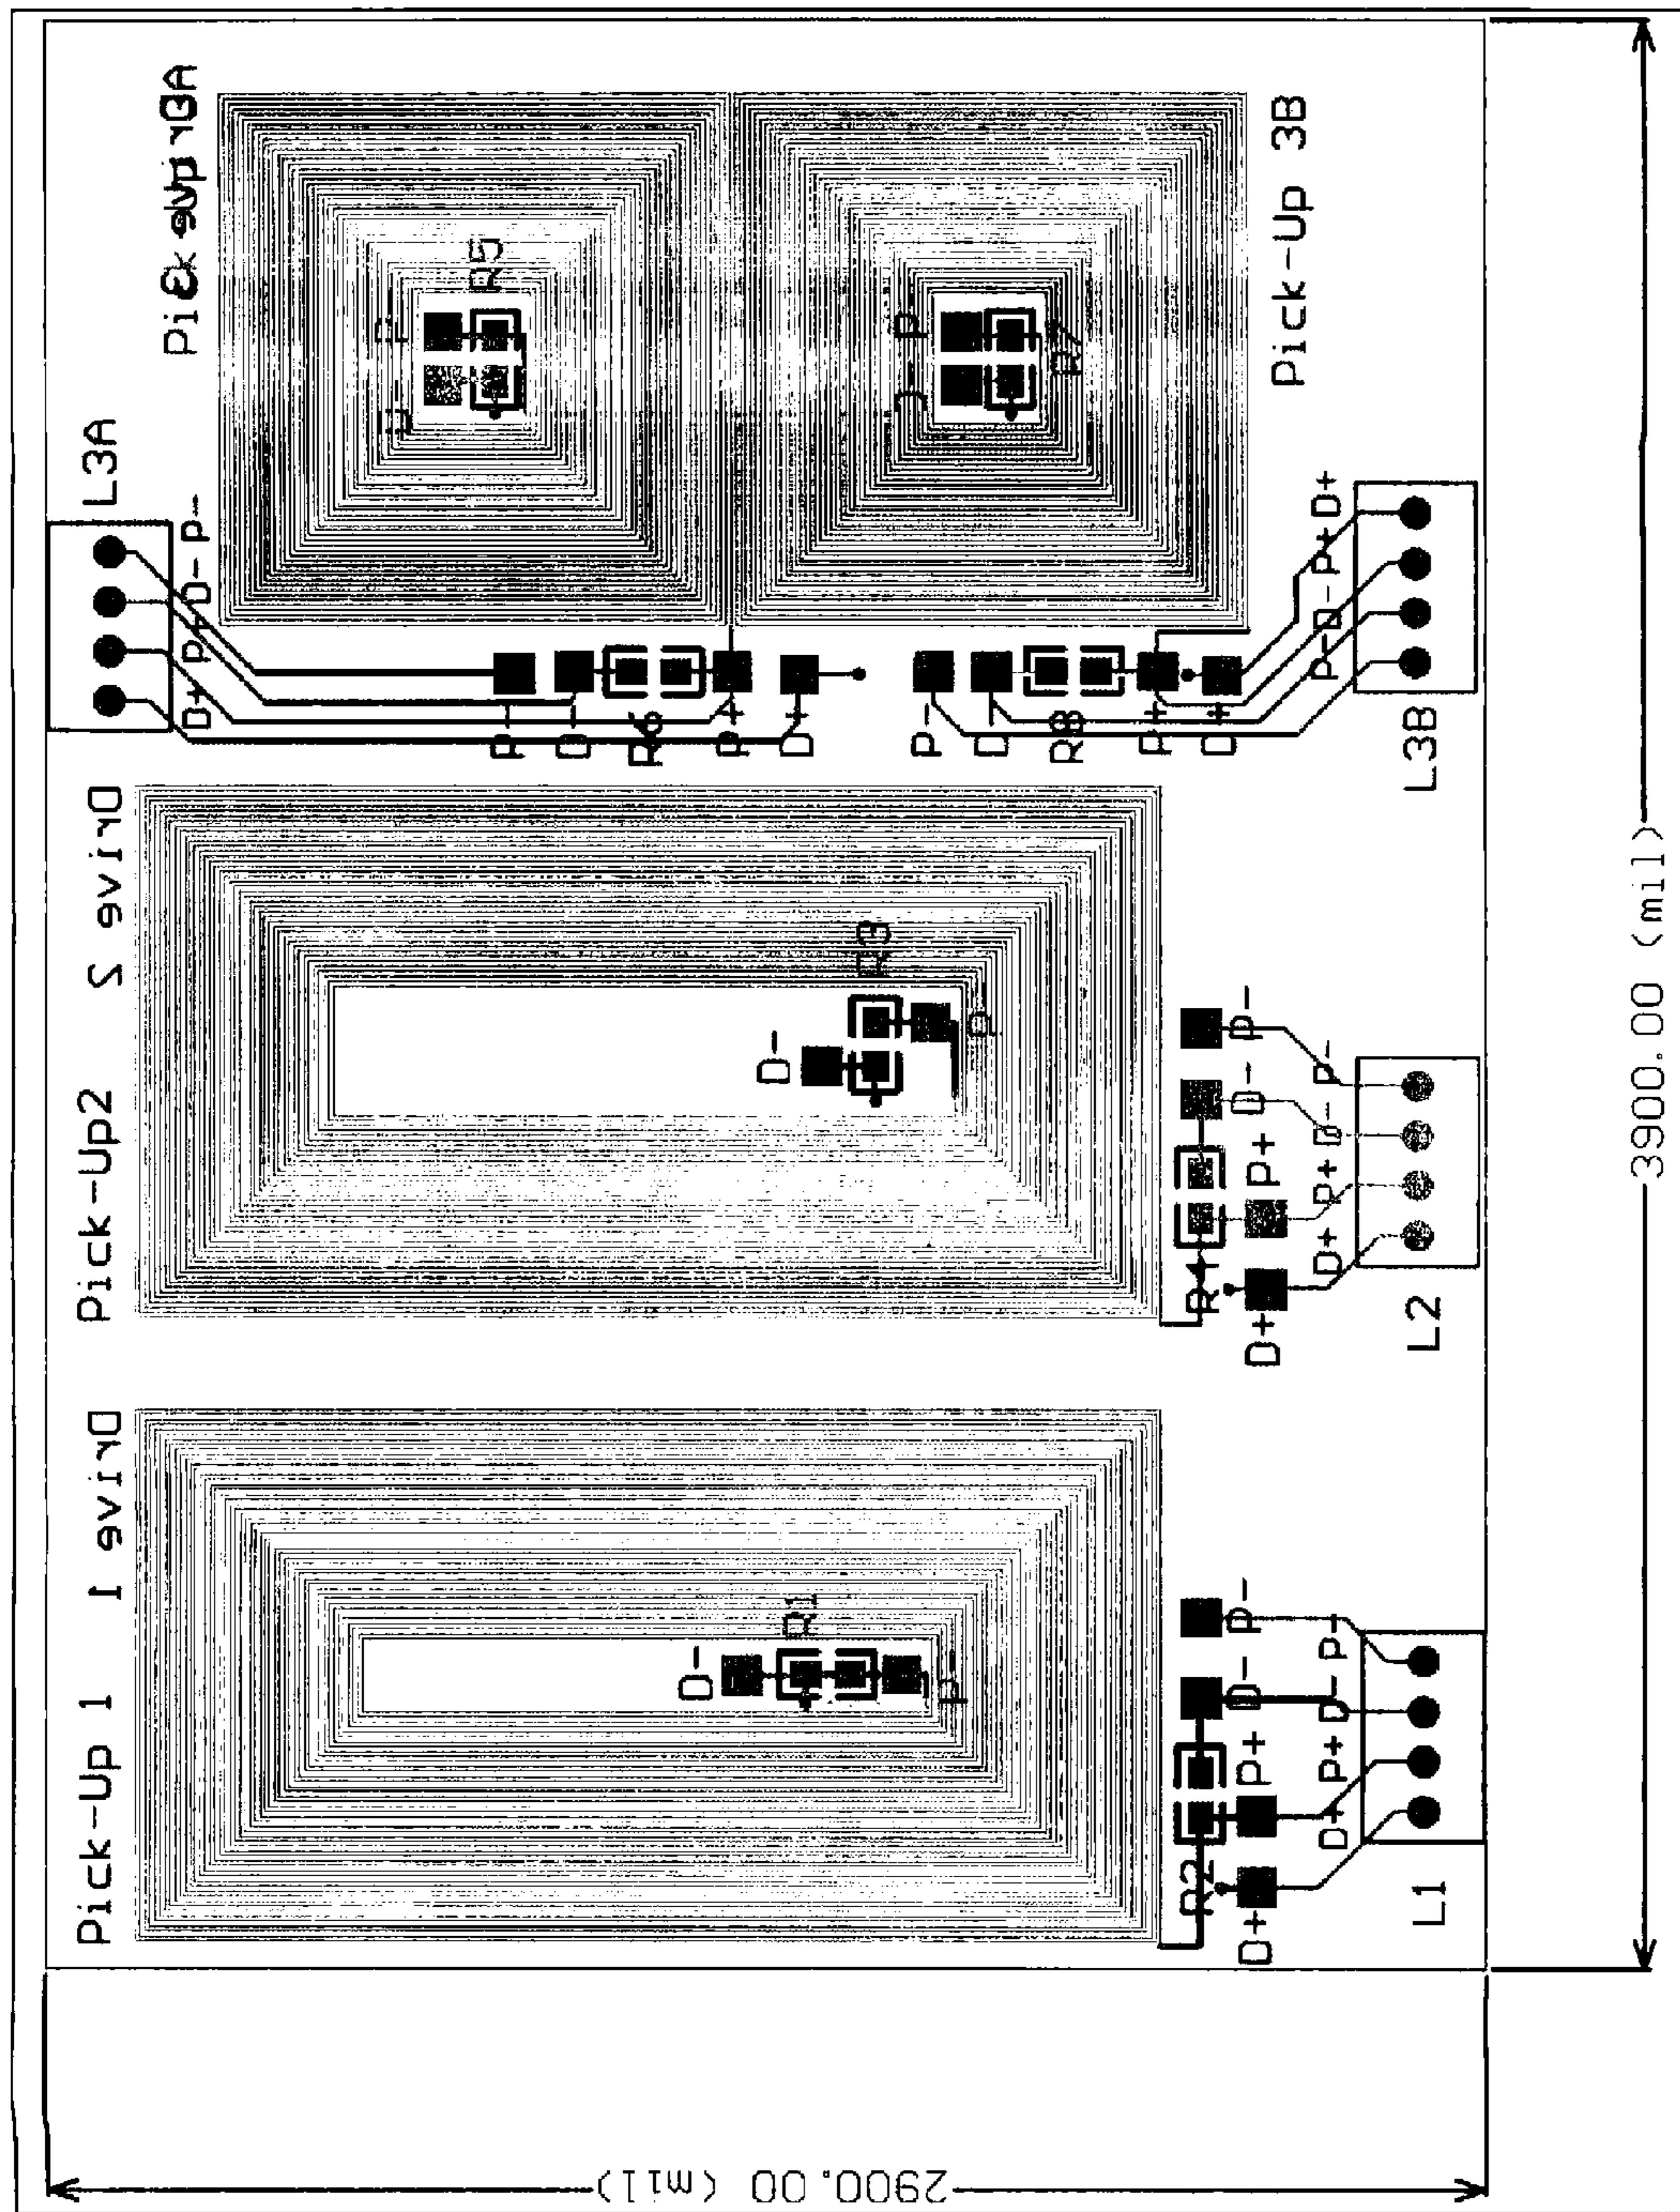 Pick-Up 1
Drive 1
Pick-Up2
Drive 2
L3A
D+
P+
D-
P-
R5
D-
P
R7
Pick-Up 3B
P-
D-
R6
P+
D+
P-
D-
R8
P+
D+
P-
D-
P+
D+
L3B
D-
R3
P-
D-
P+
R4
D+
D+
P+
D-
P-
L2
D-
R1
P-
D-
P+
R2
D+
D+
P+
D-
P-
L1
3900.00 (mil)
2900.00 (mil)